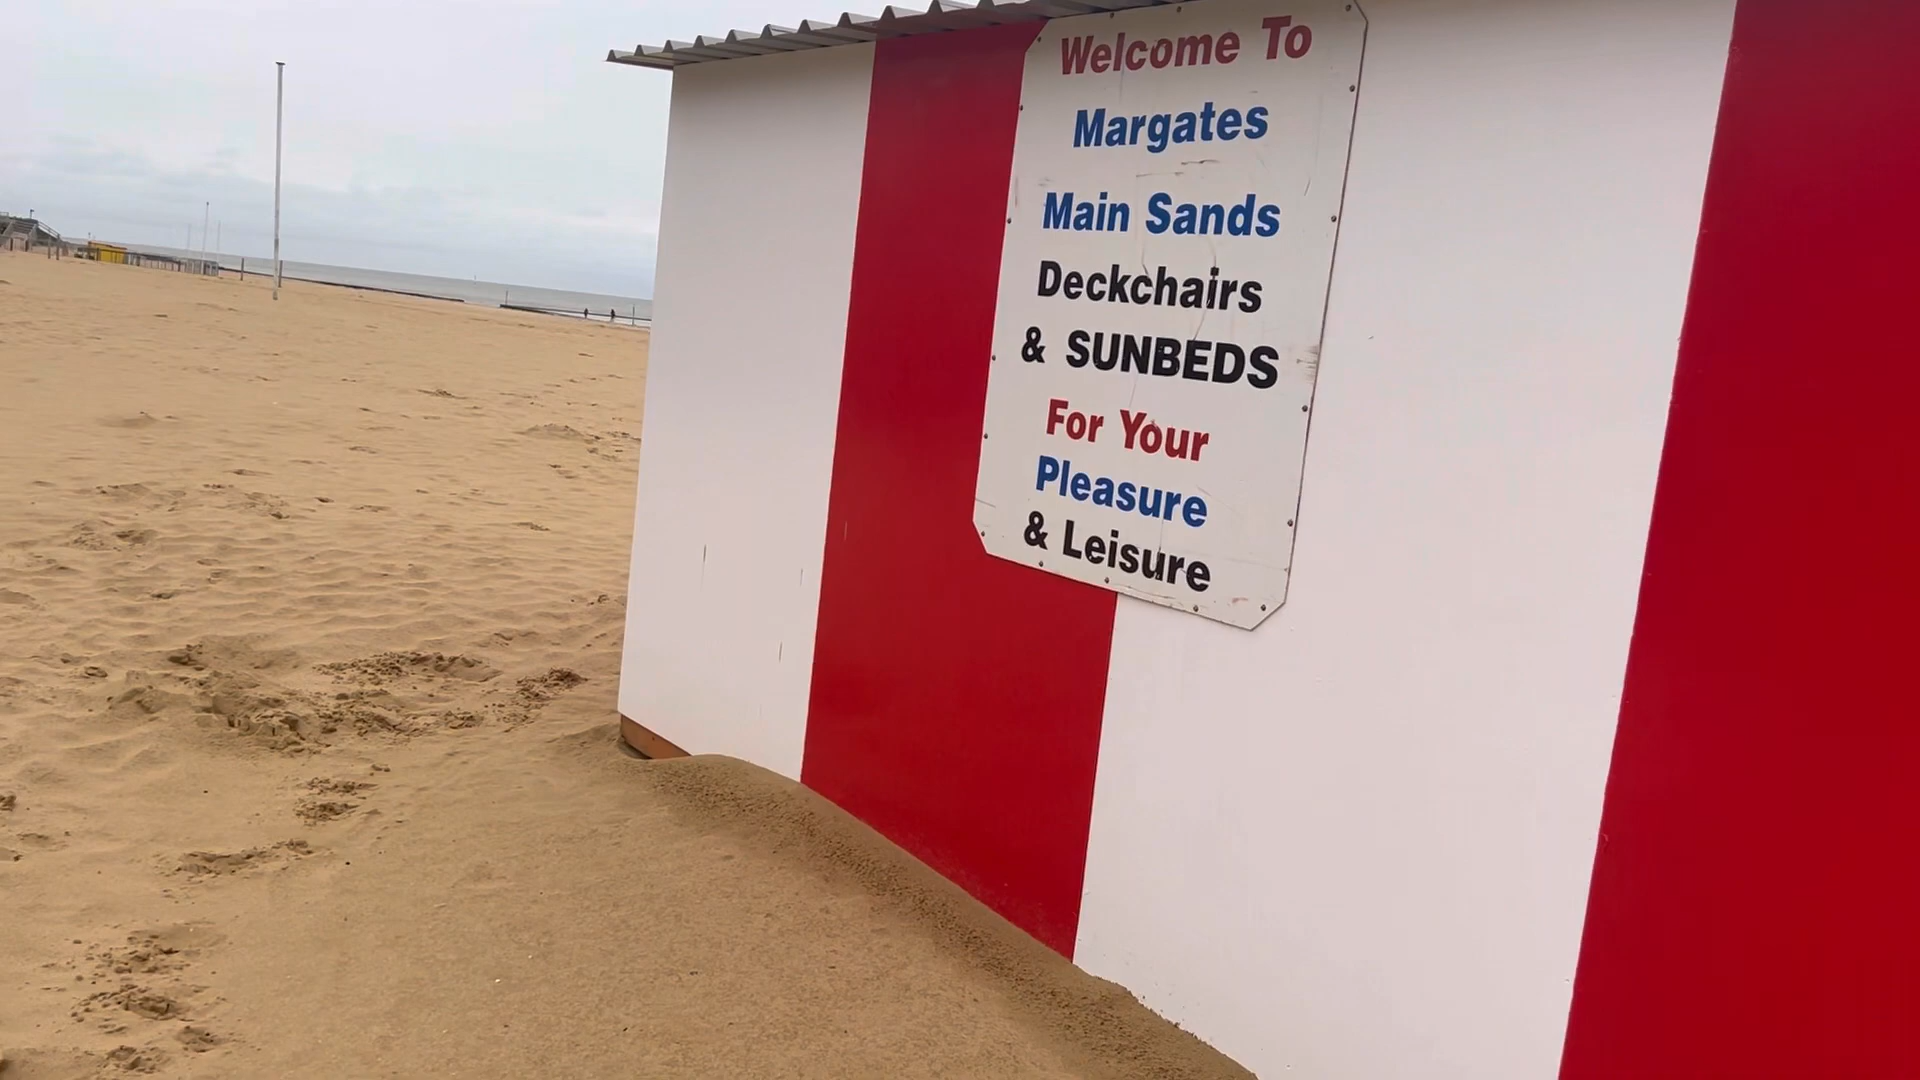 Welcome To
Margates
Main Sands
Deckchairs
& SUNBEDS
For Your
Pleasure
& Leisure